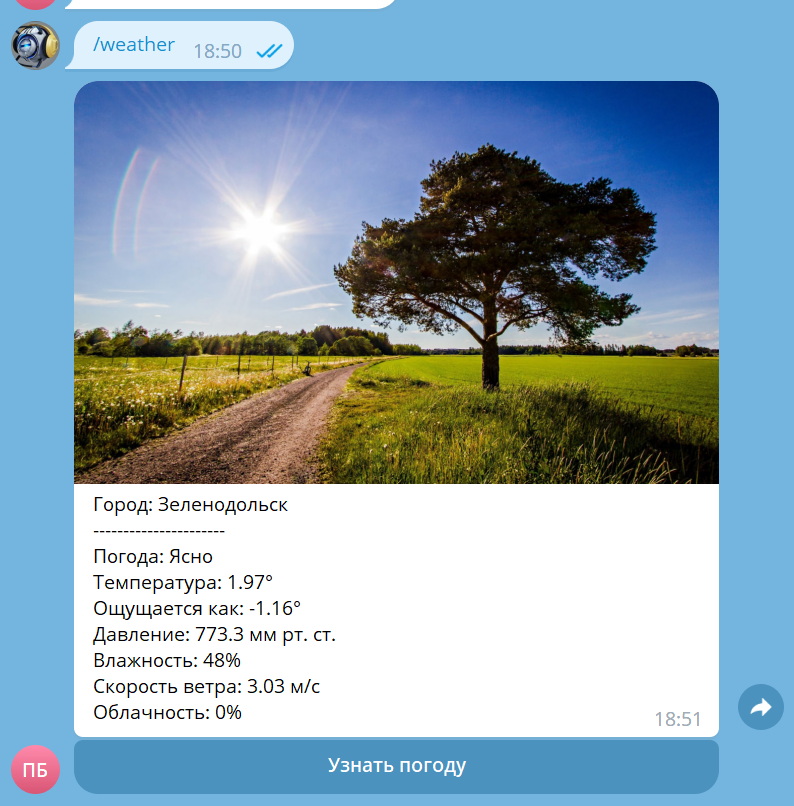 /weather 18:50
Город: Зеленодольск
----------------------
Погода: Ясно
Температура: 1.97°
Ощущается как: -1.16°
Давление: 773.3 мм рт. ст.
Влажность: 48%
Скорость ветра: 3.03 м/с
Облачность: 0%
18:51
ПБ
Узнать погоду